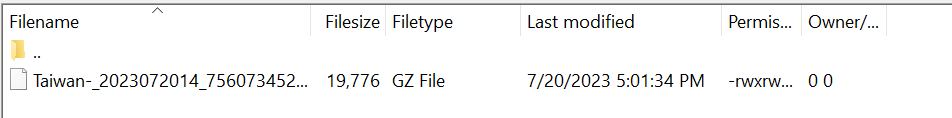 Filename Filesize Filetype Last modified Permis... Owner/...
..
Taiwan-_2023072014_756073452... 19,776 GZ File 7/20/2023 5:01:34 PM -rwxrw... 0 0